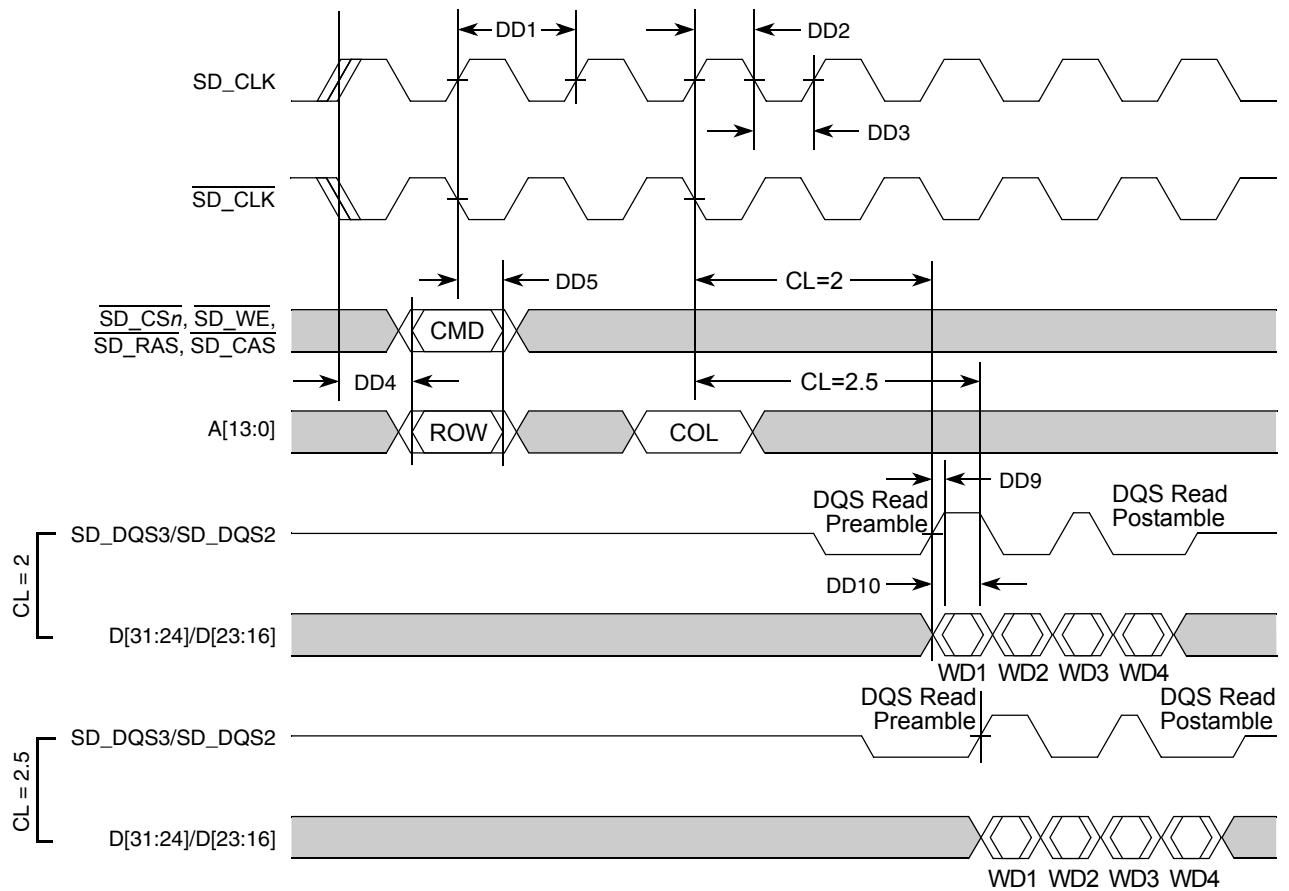 DD1
DD2
SD_CLK
DD3
SD_CLK
DD5
CL=2
SD_CSn, SD_WE,
SD_RAS, SD_CAS
CMD
DD4
CL=2.5
A[13:0]
ROW
COL
DD9
DQS Read
Preamble
DQS Read
Postamble
SD_DQS3/SD_DQS2
CL = 2
DD10
D[31:24]/D[23:16]
WD1 WD2 WD3 WD4
DQS Read
Preamble
DQS Read
Postamble
SD_DQS3/SD_DQS2
CL = 2.5
D[31:24]/D[23:16]
WD1 WD2 WD3 WD4